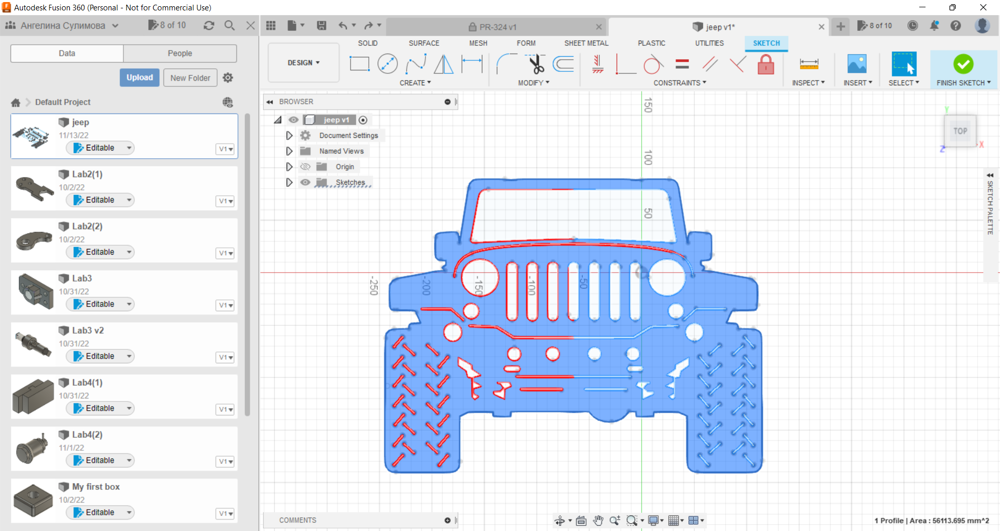 Autodesk Fusion 360 (Personal - Not for Commercial Use)
Ангелина Сулимова
8 of 10
PR-324 v1
jeep v1*
8 of 10
Data
People
Upload
New Folder
Default Project
jeep
11/13/22
Editable
V1
Lab2(1)
10/2/22
Editable
V1
Lab2(2)
10/2/22
Editable
V1
Lab3
10/31/22
Editable
V1
Lab3 v2
10/31/22
Editable
V1
Lab4(1)
10/31/22
Editable
V1
Lab4(2)
11/1/22
Editable
V1
My first box
10/2/22
Editable
V1
DESIGN
SOLID
SURFACE
MESH
FORM
SHEET METAL
PLASTIC
UTILITIES
SKETCH
CREATE
MODIFY
CONSTRAINTS
INSPECT
INSERT
SELECT
FINISH SKETCH
BROWSER
jeep v1
Document Settings
Named Views
Origin
Sketches
150
100
50
-250
-200
-150
-100
-50
TOP
Y
X
Z
SKETCH PALETTE
COMMENTS
1 Profile | Area : 56113.695 mm^2